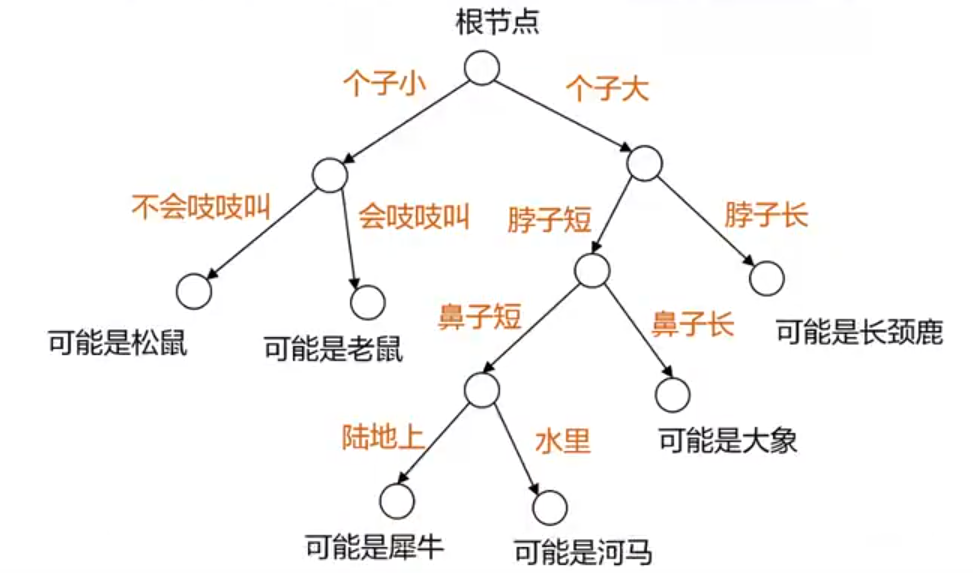 根节点
个子小
个子大
不会吱吱叫
会吱吱叫
脖子短
脖子长
可能是松鼠
可能是老鼠
鼻子短
鼻子长
可能是长颈鹿
陆地上
水里
可能是大象
可能是犀牛
可能是河马